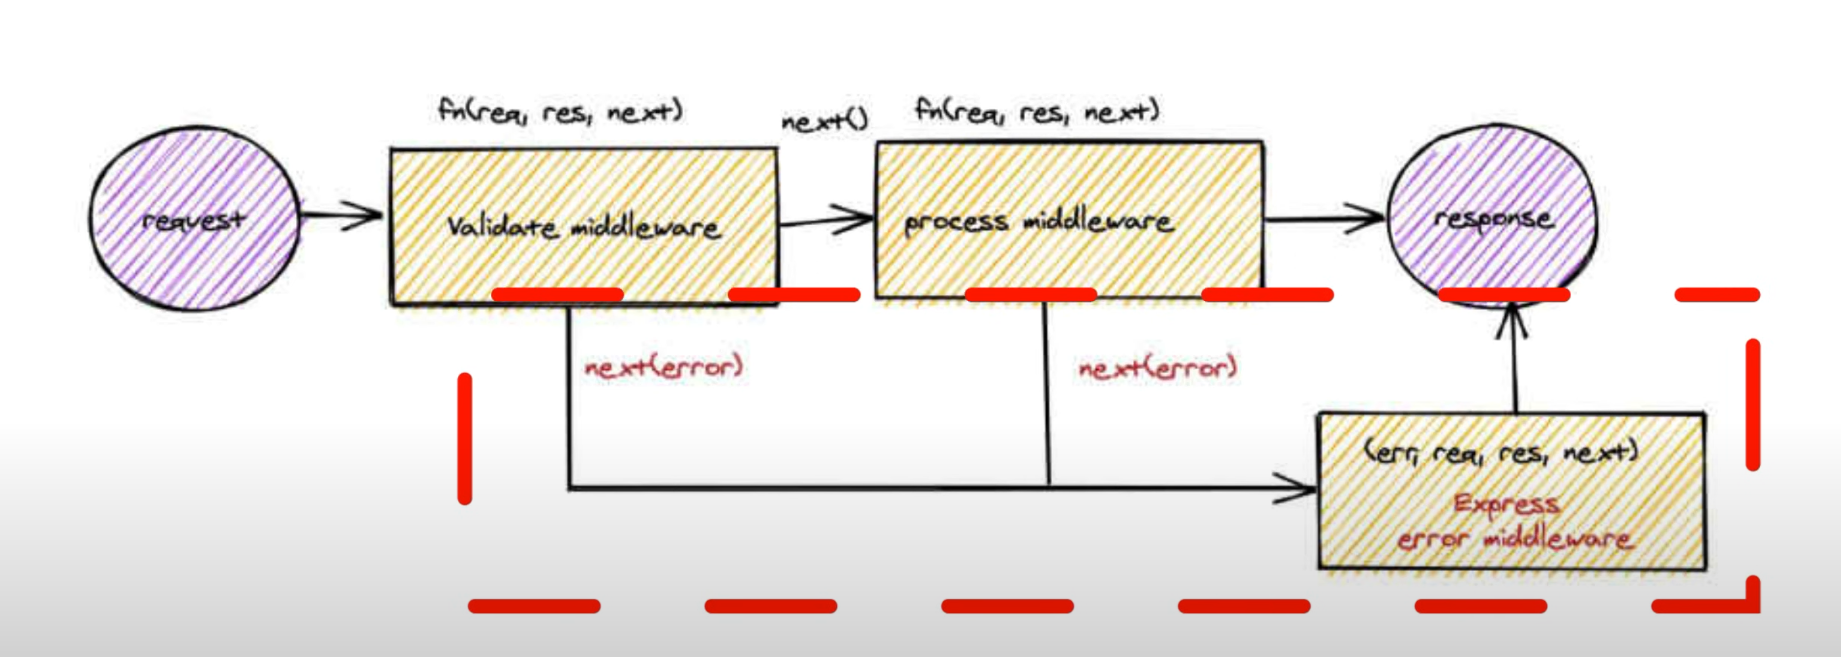 fn(req, res, next)
next()
fn(req, res, next)
request
Validate middleware
process middleware
response
next(error)
next(error)
(err, req, res, next)
Express
error middleware